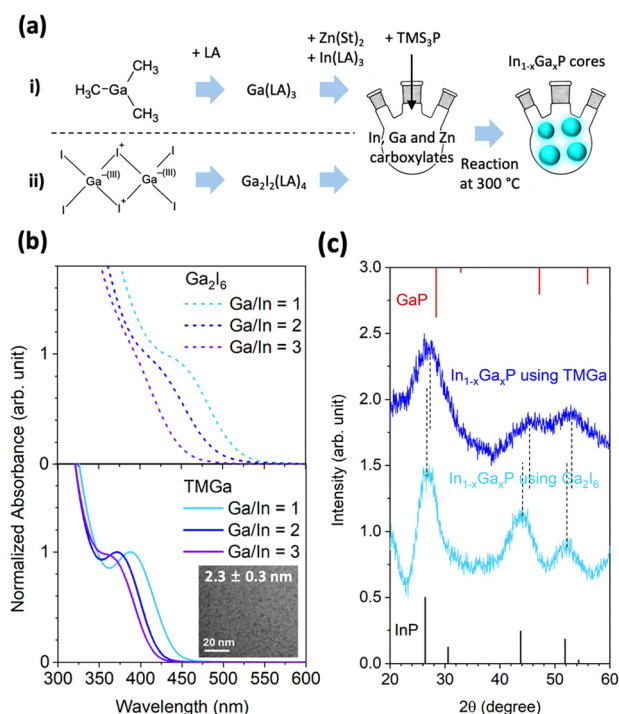 (a)
+ LA
+ Zn(St)₂
+ In(LA)₃
+ TMS₃P
In₁₋ₓGaₓP cores
i)
CH₃
H₃C–Ga
CH₃
Ga(LA)₃
In, Ga and Zn
carboxylates
Reaction
at 300 °C
ii)
I I⁺ I
Ga⁻⁽ᴵᴵᴵ⁾ Ga⁻⁽ᴵᴵᴵ⁾
I I⁺ I
Ga₂I₂(LA)₄
(b)
Normalized Absorbance (arb. unit)
Ga₂I₆
Ga/In = 1
Ga/In = 2
Ga/In = 3
1
0
TMGa
Ga/In = 1
Ga/In = 2
Ga/In = 3
1
2.3 ± 0.3 nm
20 nm
0
300 350 400 450 500 550 600
Wavelength (nm)
(c)
Intensity (arb. unit)
3.0
GaP
2.5
In₁₋ₓGaₓP using TMGa
2.0
1.5
In₁₋ₓGaₓP using Ga₂I₆
1.0
0.5
InP
0.0
20 30 40 50 60
2θ (degree)